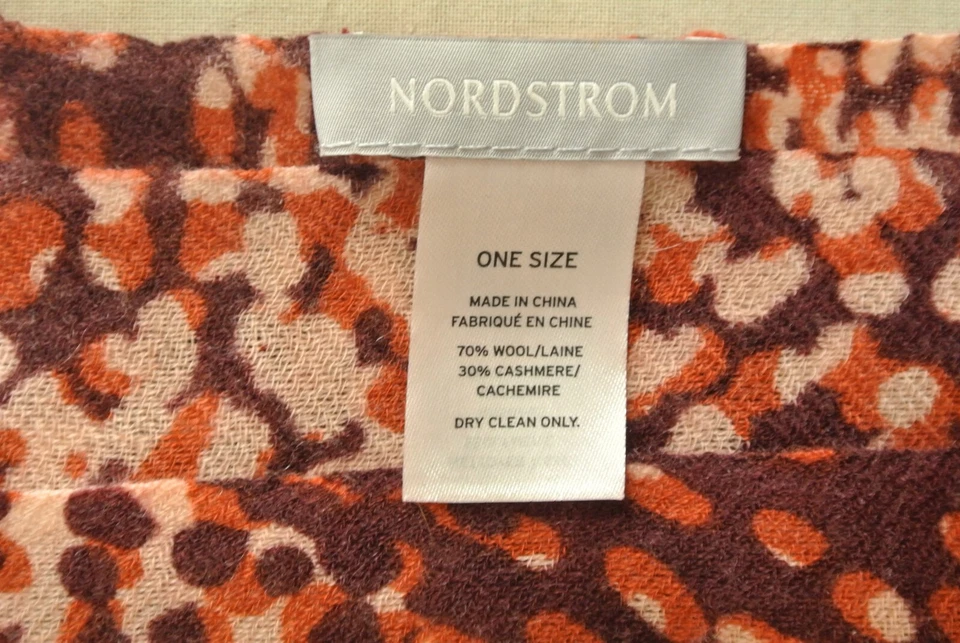 NORDSTROM
ONE SIZE
MADE IN CHINA
FABRIQUÉ EN CHINE
70% WOOL/LAINE
30% CASHMERE/
CACHEMIRE
DRY CLEAN ONLY.